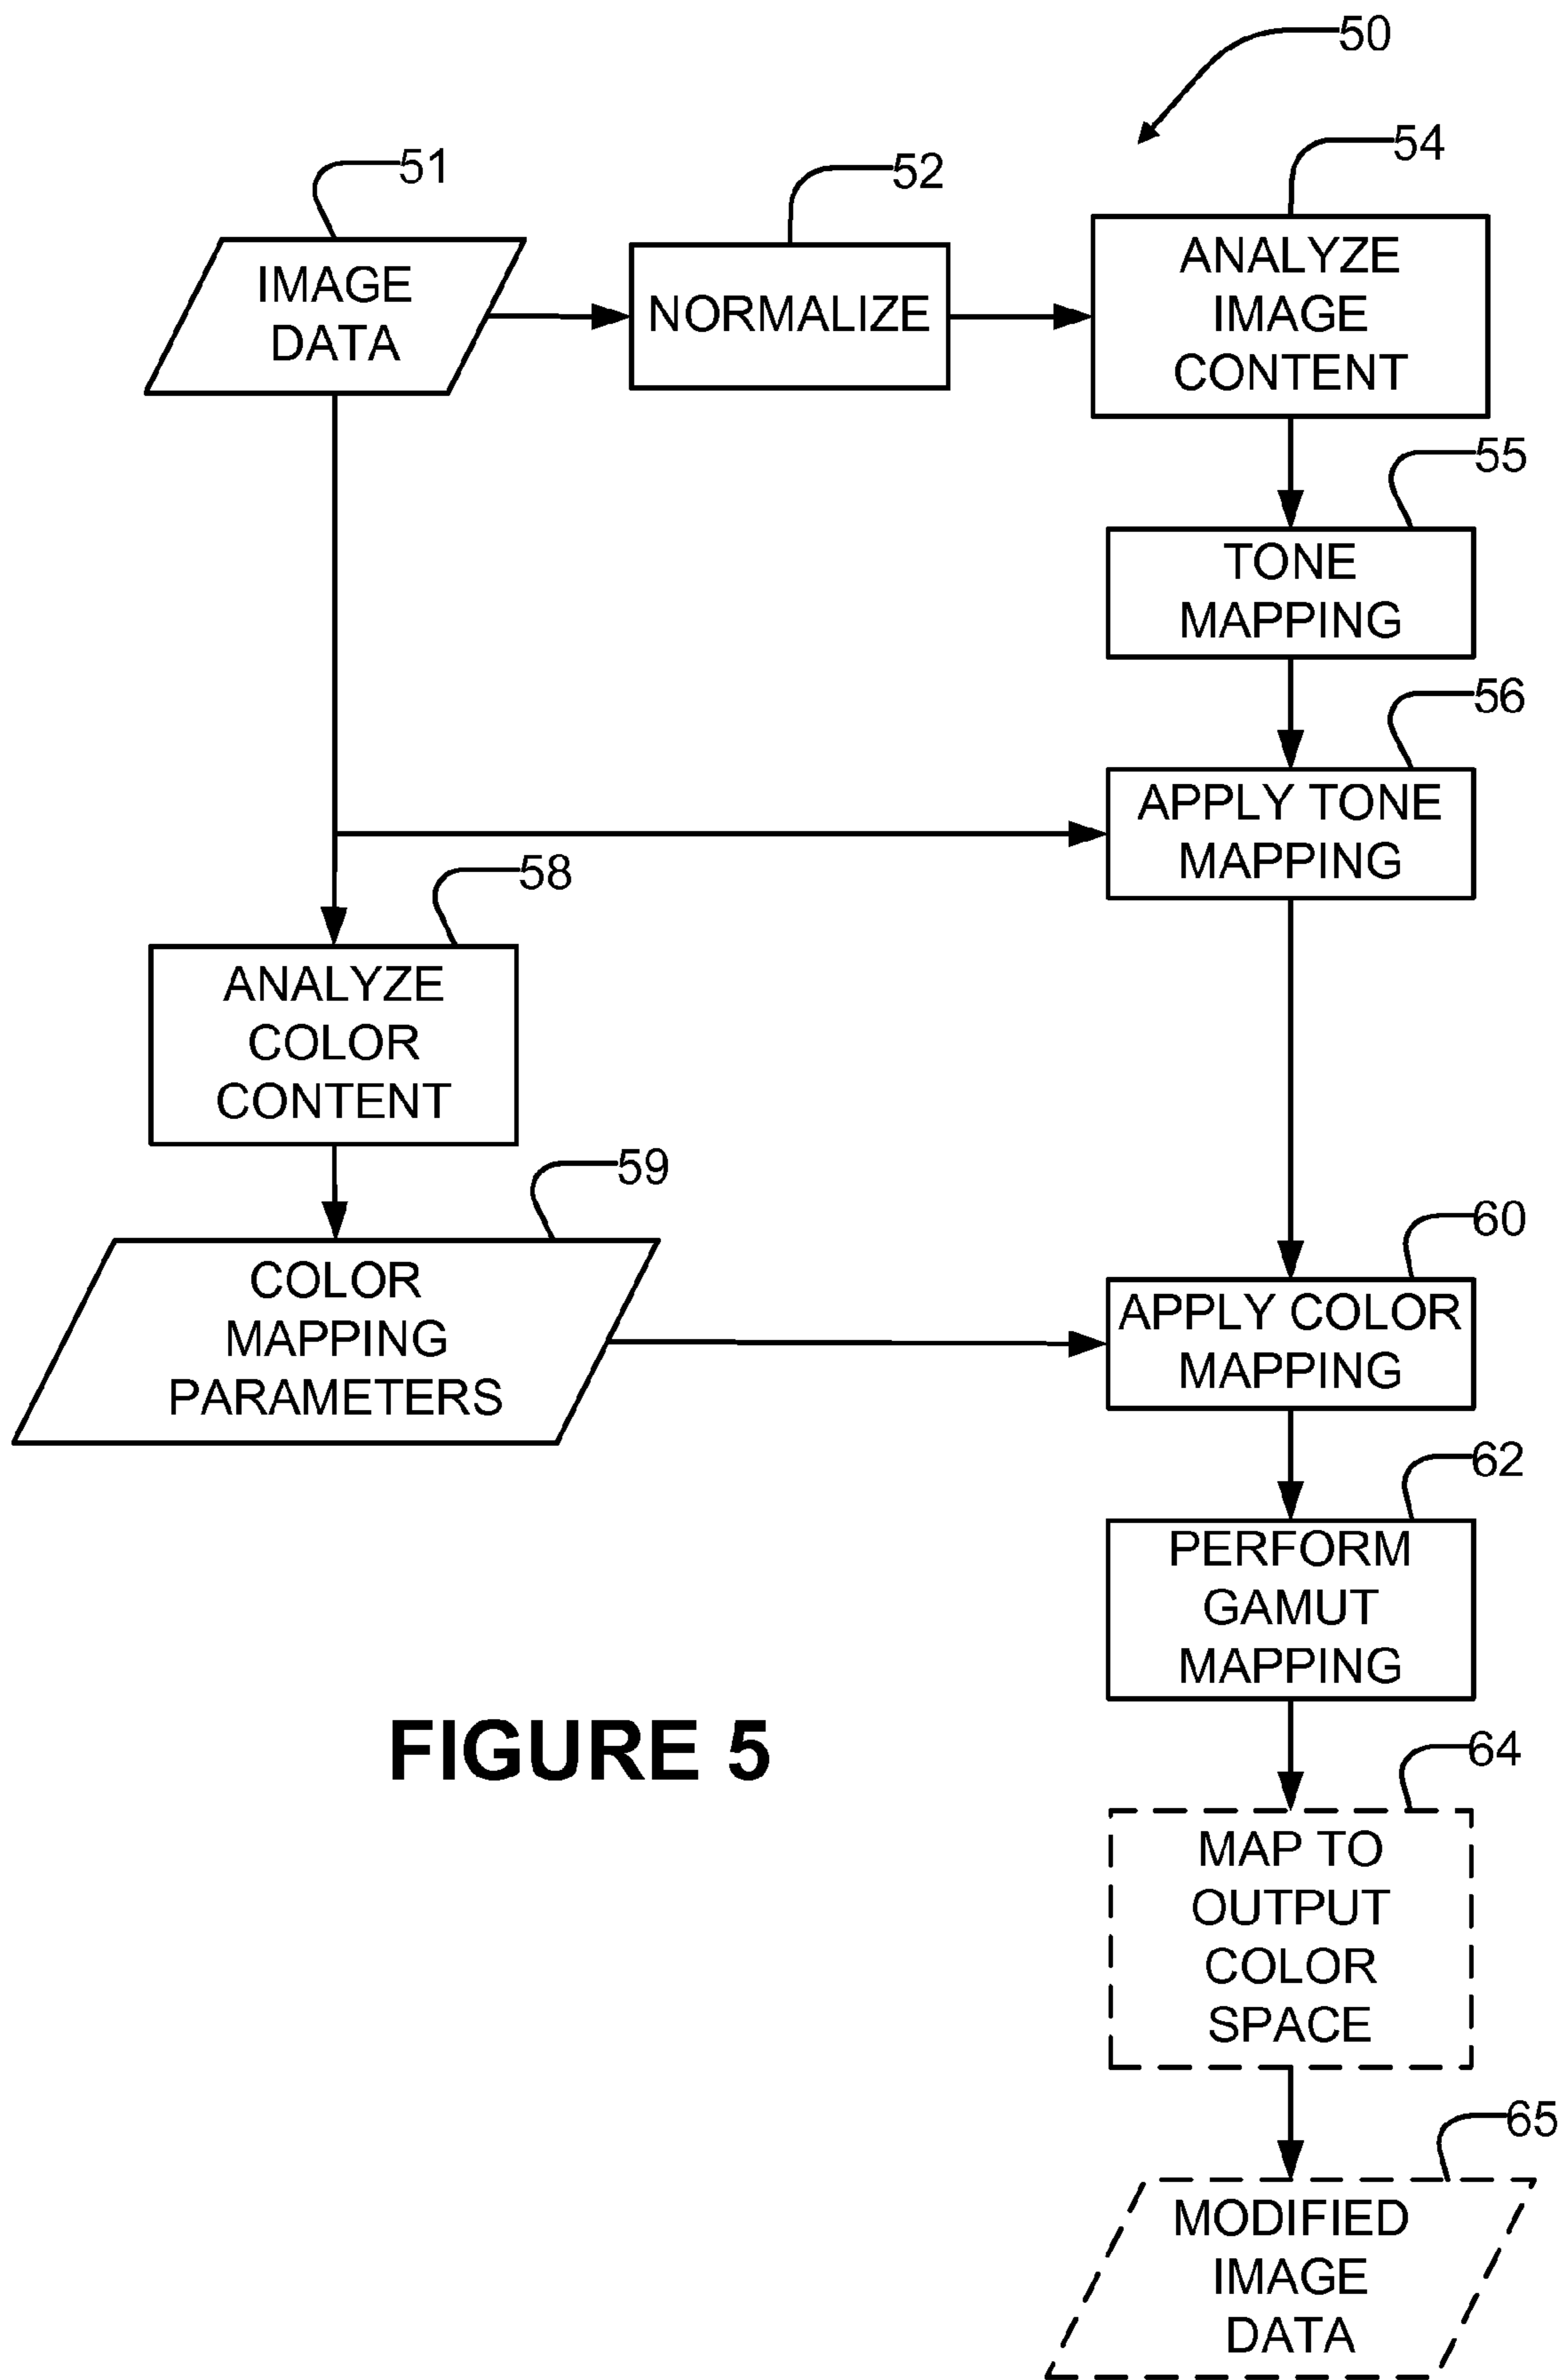 50
51
52
54
IMAGE
DATA
NORMALIZE
ANALYZE
IMAGE
CONTENT
55
TONE
MAPPING
56
APPLY TONE
MAPPING
58
ANALYZE
COLOR
CONTENT
59
COLOR
MAPPING
PARAMETERS
60
APPLY COLOR
MAPPING
62
PERFORM
GAMUT
MAPPING
FIGURE 5
64
MAP TO
OUTPUT
COLOR
SPACE
65
MODIFIED
IMAGE
DATA